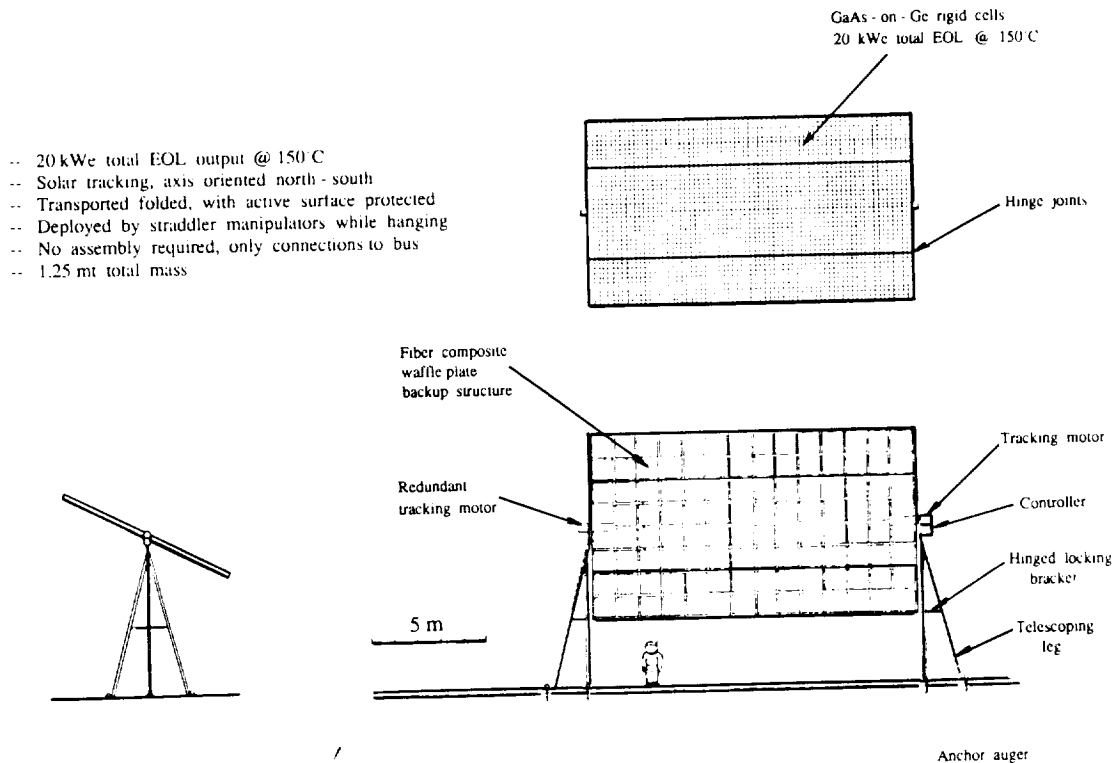 GaAs - on - Ge rigid cells
20 kWe total EOL @ 150°C
-- 20 kWe total EOL output @ 150°C
-- Solar tracking, axis oriented north - south
-- Transported folded, with active surface protected
-- Deployed by straddler manipulators while hanging
-- No assembly required, only connections to bus
-- 1.25 mt total mass
Hinge joints
Fiber composite
waffle plate
backup structure
Redundant
tracking motor
Tracking motor
Controller
Hinged locking
bracket
Telescoping
leg
5 m
Anchor auger